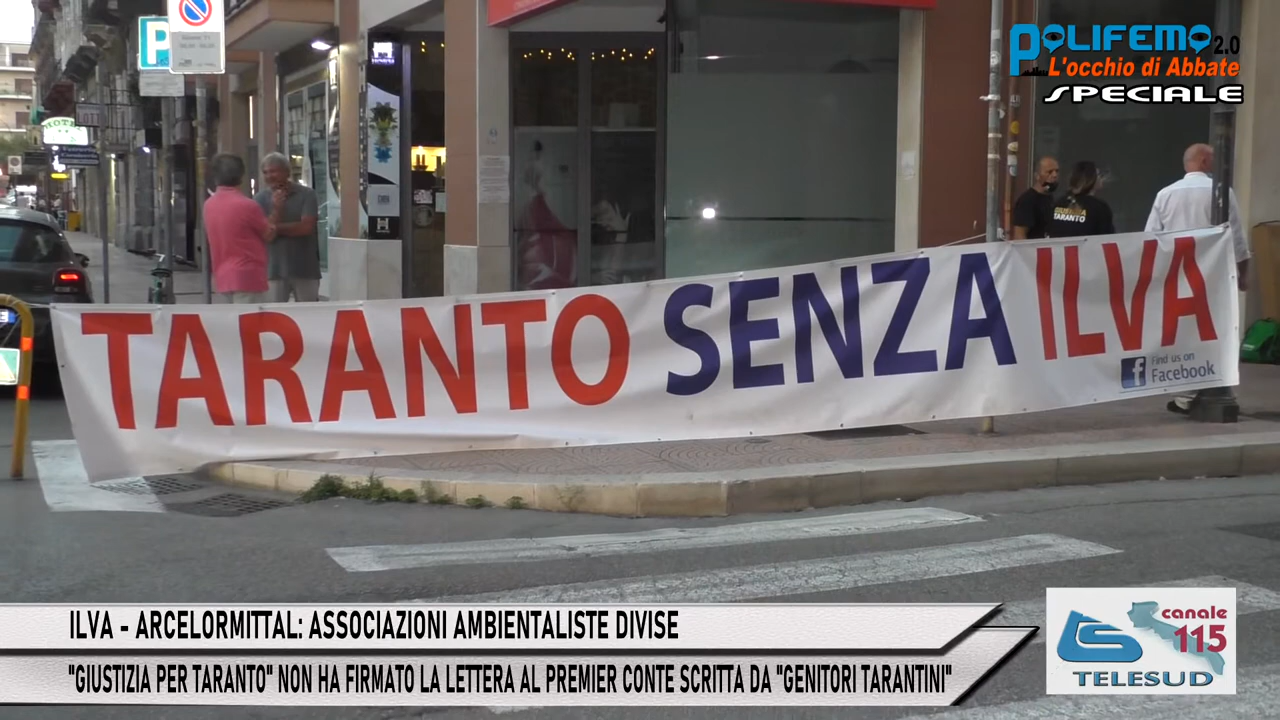 P
POLIFEMO 2.0
L'occhio di Abbate
SPECIALE
HOTEL
GIUSTIZIA
TARANTO
TARANTO SENZA ILVA
Find us on
f Facebook
ILVA - ARCELORMITTAL: ASSOCIAZIONI AMBIENTALISTE DIVISE
"GIUSTIZIA PER TARANTO" NON HA FIRMATO LA LETTERA AL PREMIER CONTE SCRITTA DA "GENITORI TARANTINI"
canale
115
TS
TELESUD